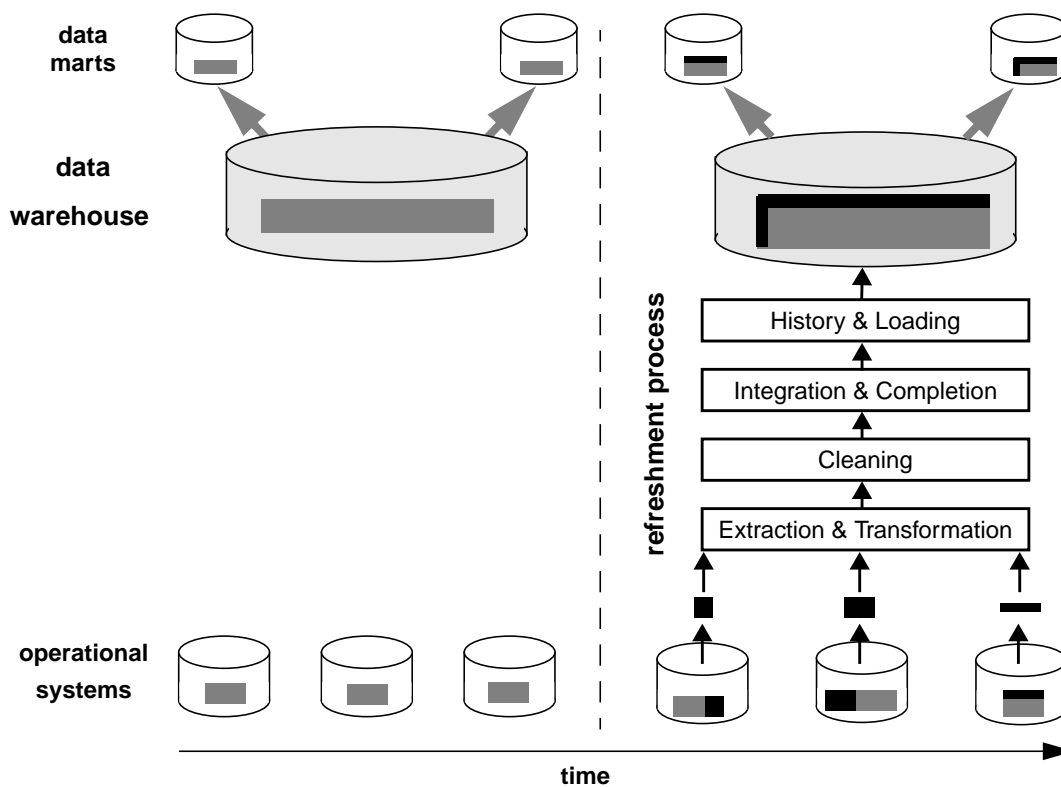 data
marts
data
warehouse
refreshment process
History & Loading
Integration & Completion
Cleaning
Extraction & Transformation
operational
systems
time